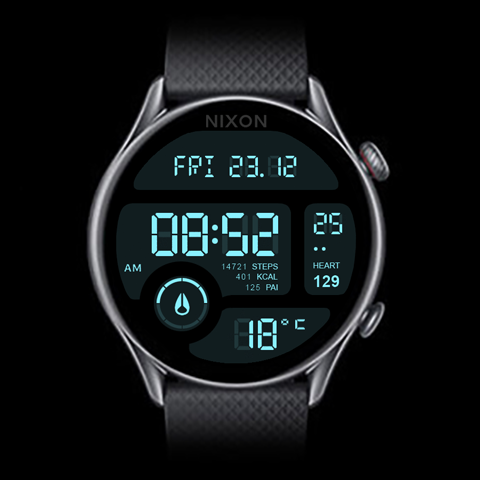 NIXON
FRI 23.12
08:52 25
AM
14721 STEPS
401 KCAL
125 PAI
HEART
129
18°C